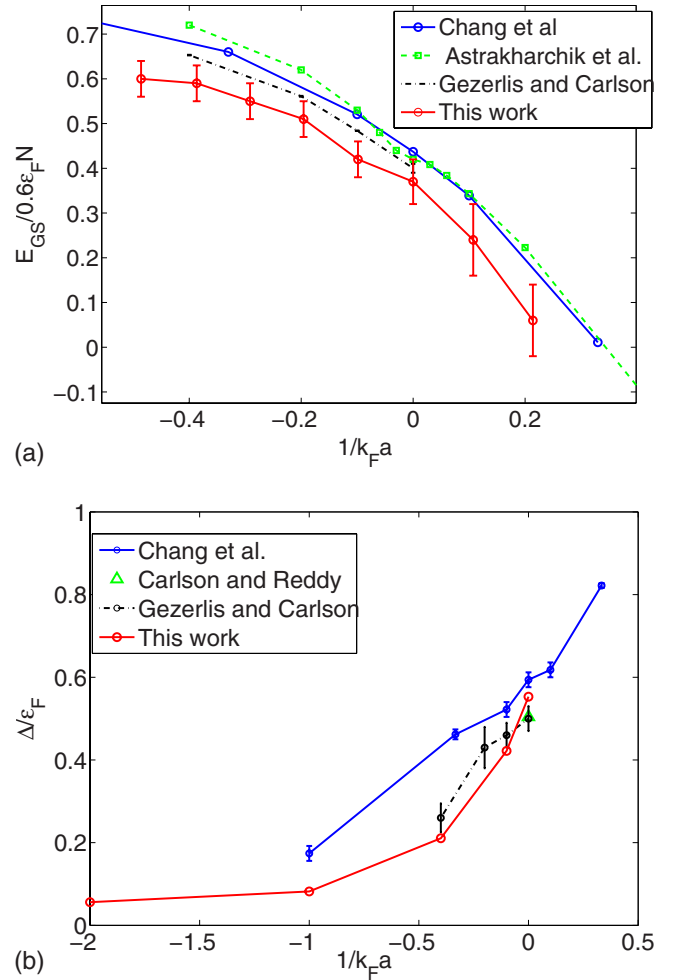 0.7
0.6
0.5
0.4
0.3
0.2
0.1
0
−0.1
E_GS/0.6ε_F N
Chang et al
Astrakharchik et al.
Gezerlis and Carlson
This work
−0.4 −0.2 0 0.2
1/k_F a
(a)
1
0.8
0.6
0.4
0.2
0
Δ/ε_F
Chang et al.
Carlson and Reddy
Gezerlis and Carlson
This work
−2 −1.5 −1 −0.5 0 0.5
1/k_F a
(b)